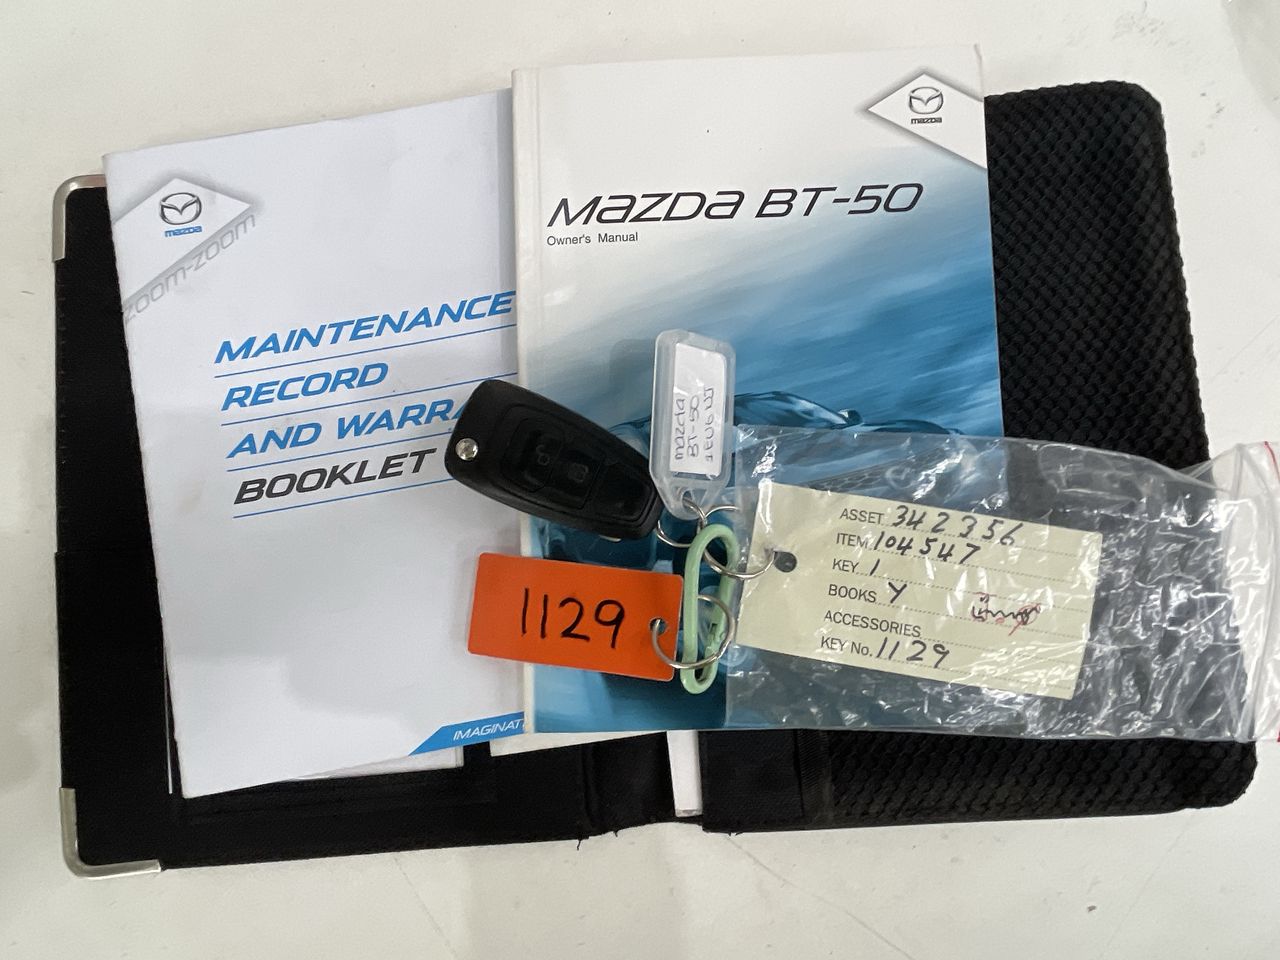 mazda
zoom-zoom
MAINTENANCE
RECORD
AND WARRA
BOOKLET
IMAGINAT
mazda
mazda BT-50
Owner's Manual
mazda
BT-50
1129
ASSET 342356
ITEM 104547
KEY 1
BOOKS Y
ACCESSORIES
KEY No. 1129